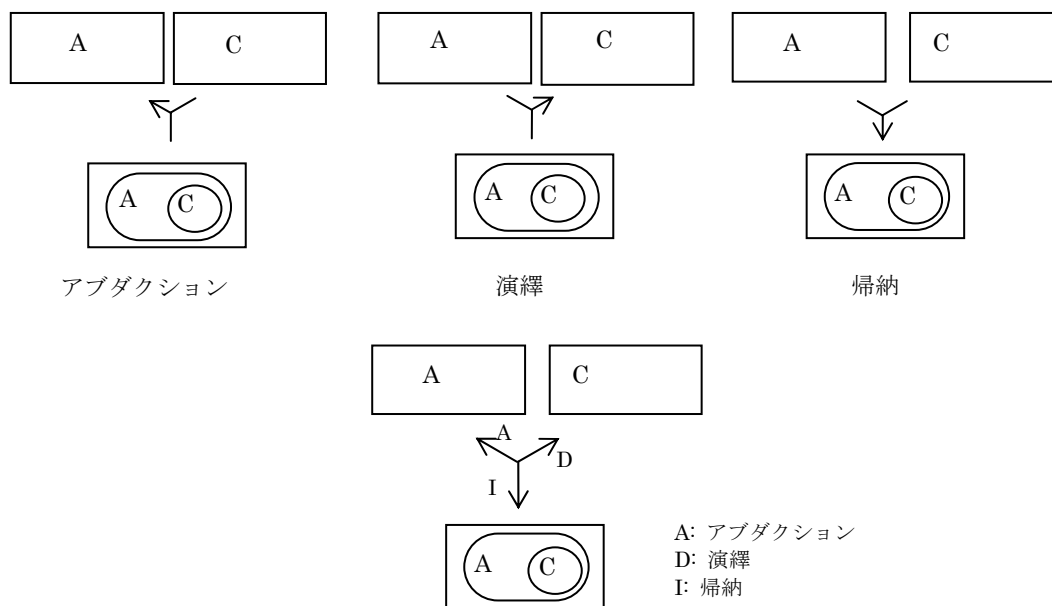 A C A C A C
A C A C A C
アブダクション 演繹 帰納
A C
A
D
I
A C
A: アブダクション
D: 演繹
I: 帰納